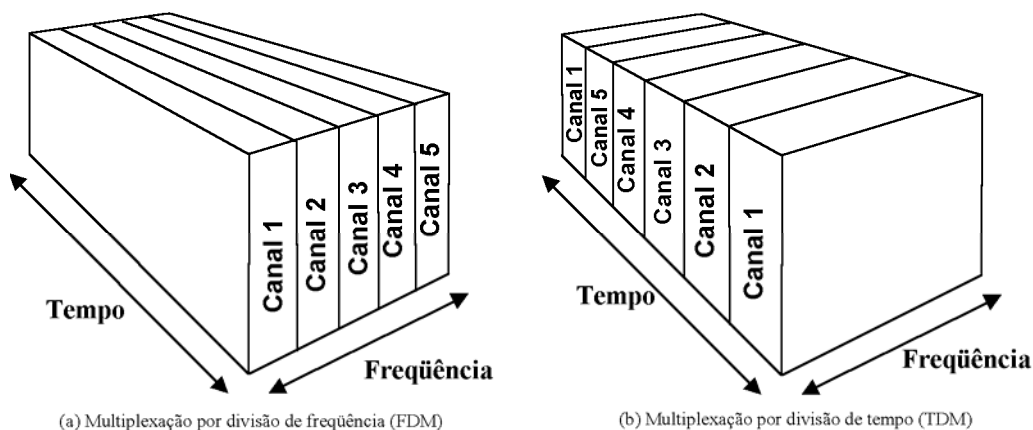 Canal 1
Canal 2
Canal 3
Canal 4
Canal 5
Tempo
Freqüência
(a) Multiplexação por divisão de freqüência (FDM)
Canal 1
Canal 5
Canal 4
Canal 3
Canal 2
Canal 1
Tempo
Freqüência
(b) Multiplexação por divisão de tempo (TDM)